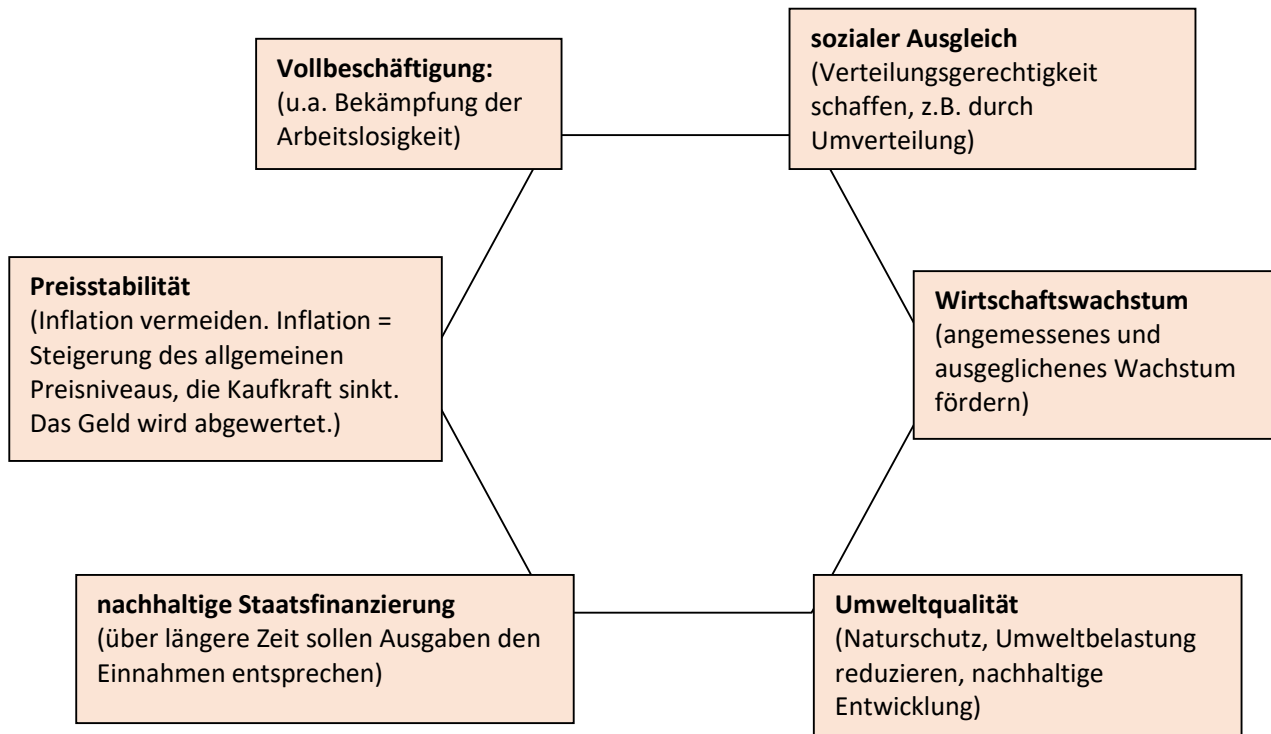 Vollbeschäftigung:
(u.a. Bekämpfung der
Arbeitslosigkeit)
sozialer Ausgleich
(Verteilungsgerechtigkeit
schaffen, z.B. durch
Umverteilung)
Preisstabilität
(Inflation vermeiden. Inflation =
Steigerung des allgemeinen
Preisniveaus, die Kaufkraft sinkt.
Das Geld wird abgewertet.)
Wirtschaftswachstum
(angemessenes und
ausgeglichenes Wachstum
fördern)
nachhaltige Staatsfinanzierung
(über längere Zeit sollen Ausgaben den
Einnahmen entsprechen)
Umweltqualität
(Naturschutz, Umweltbelastung
reduzieren, nachhaltige
Entwicklung)